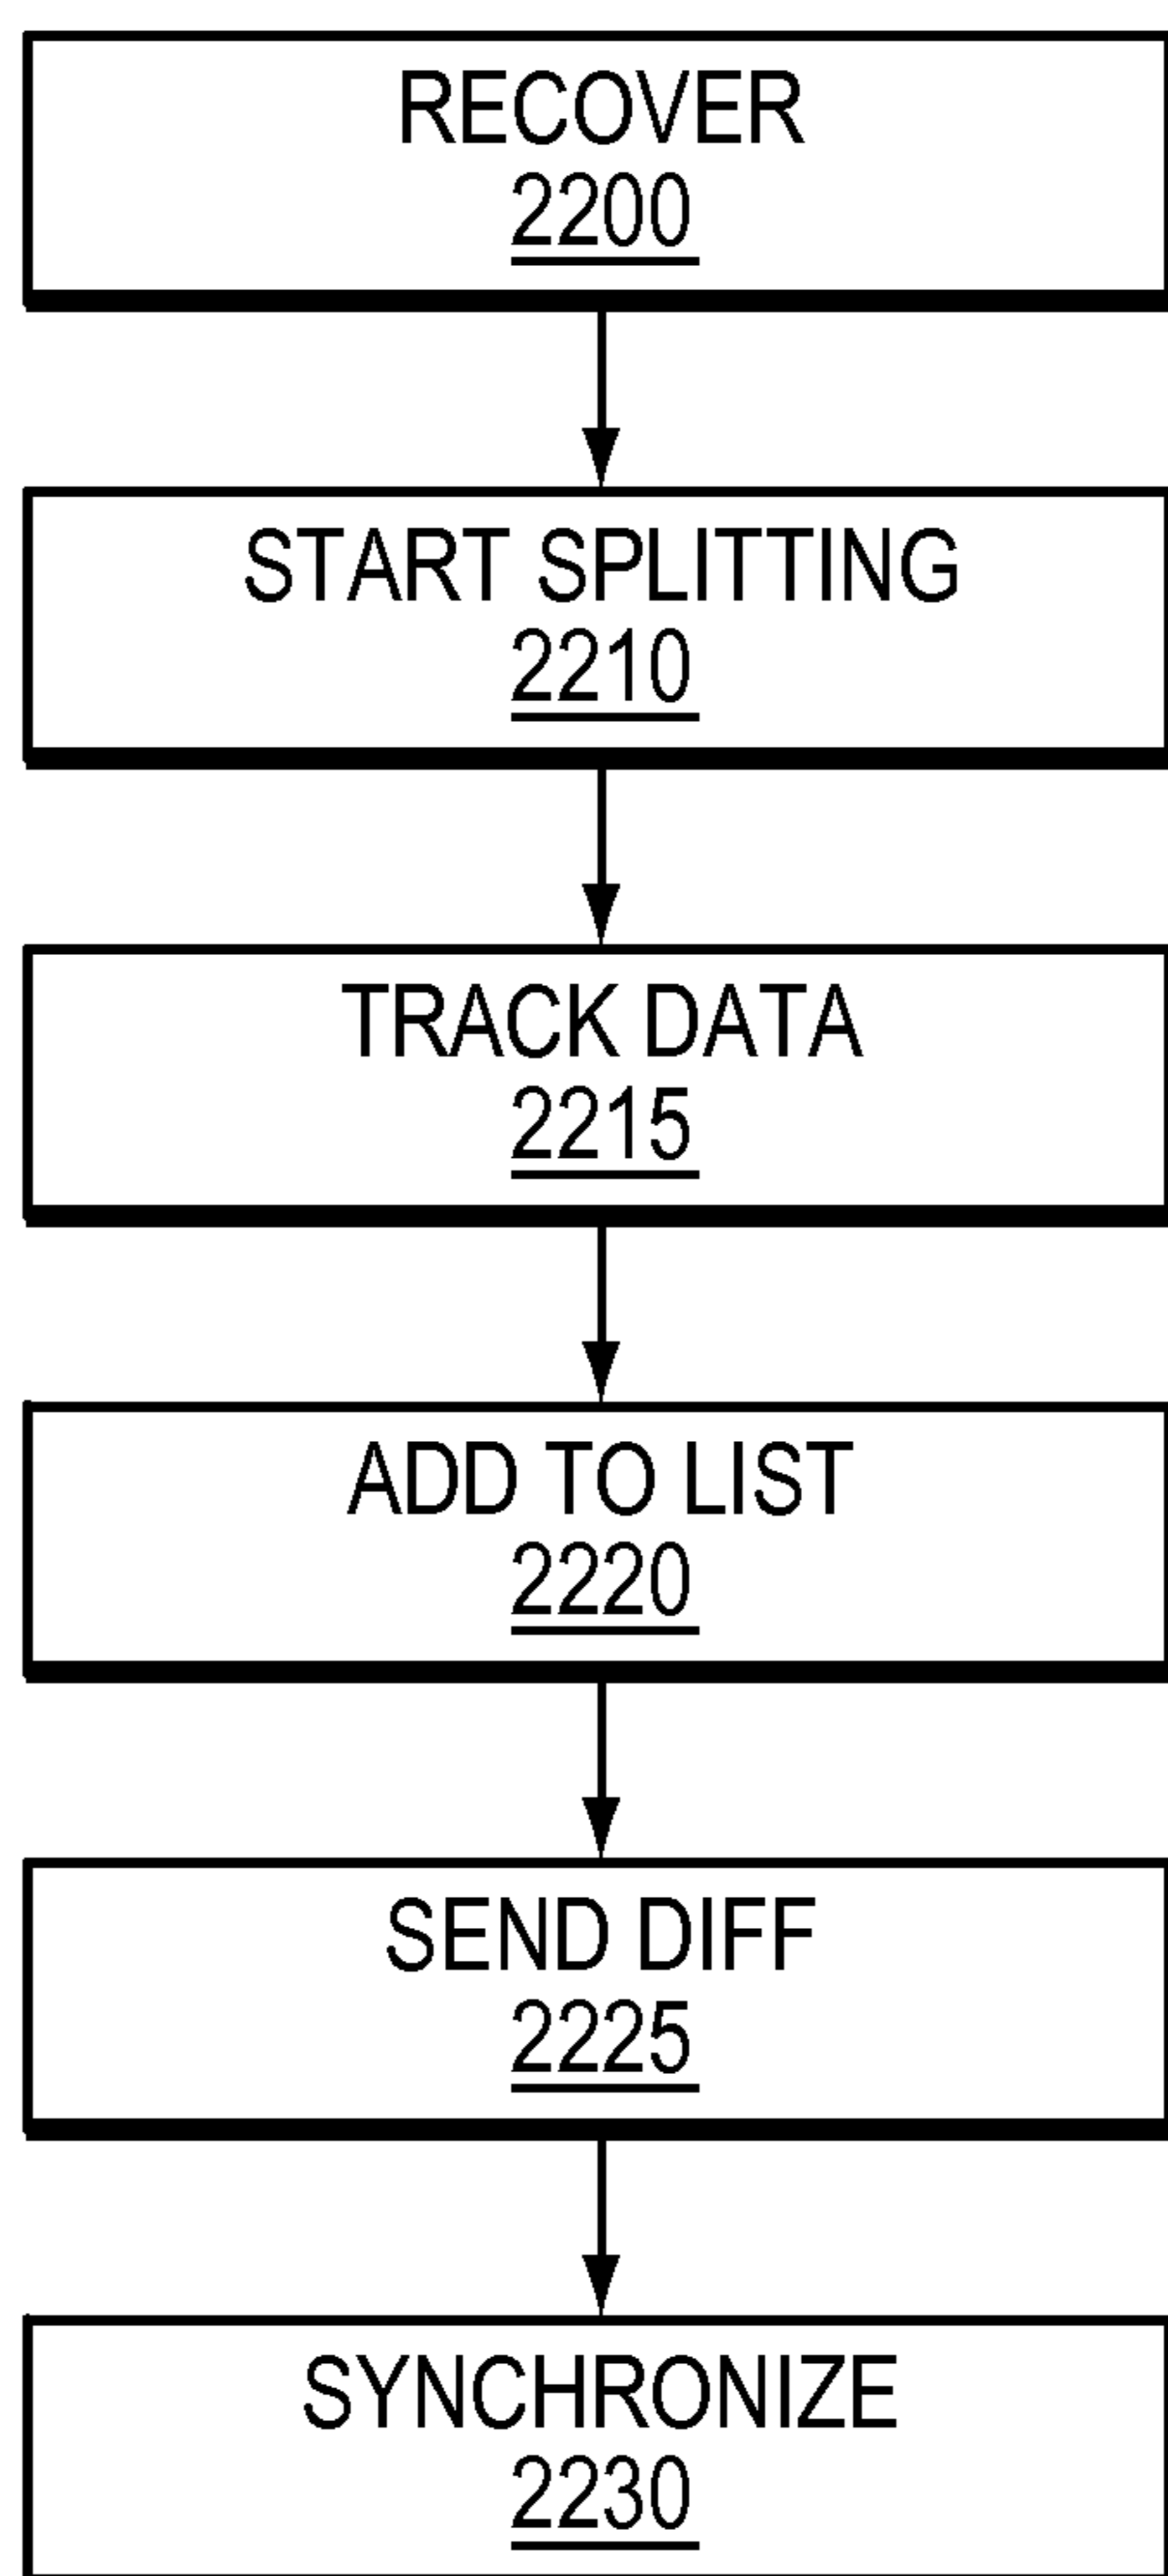 RECOVER
2200
START SPLITTING
2210
TRACK DATA
2215
ADD TO LIST
2220
SEND DIFF
2225
SYNCHRONIZE
2230